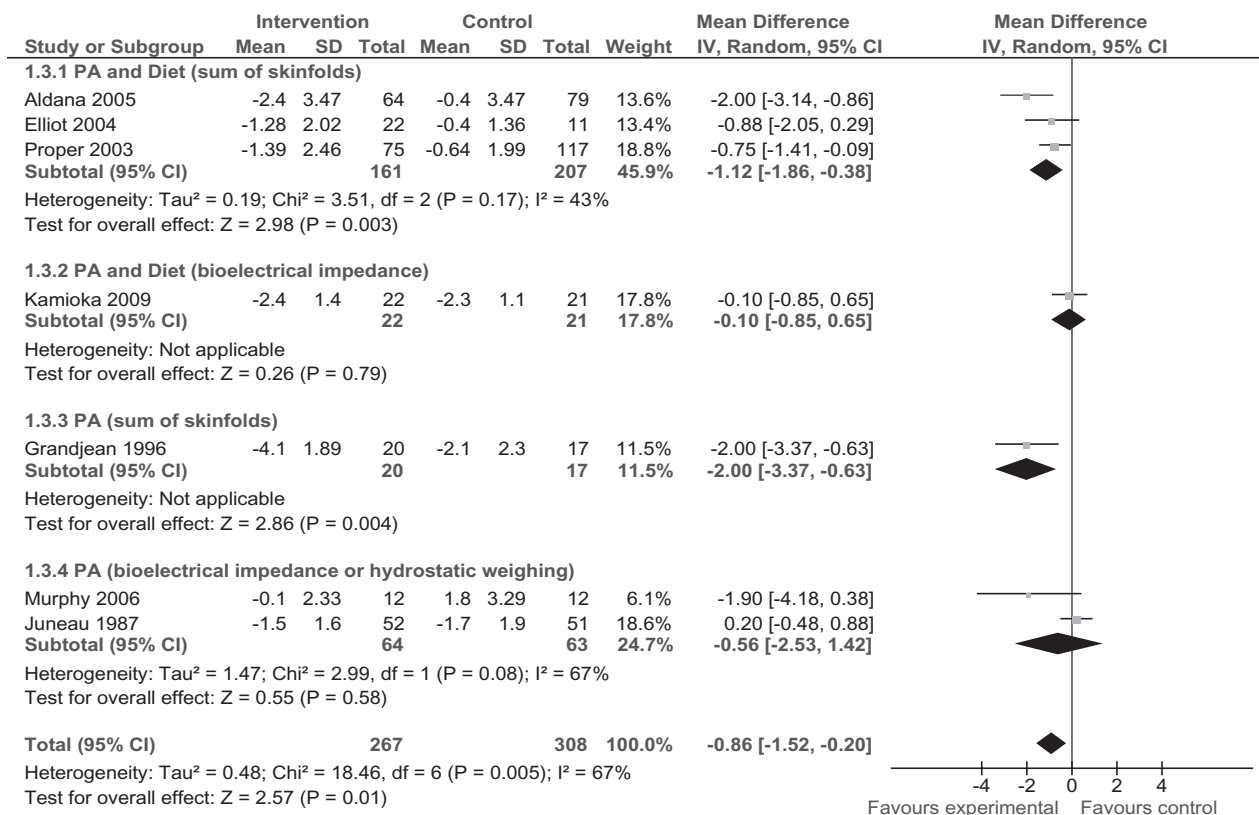 Intervention Control Mean Difference Mean Difference
Study or Subgroup Mean SD Total Mean SD Total Weight IV, Random, 95% CI IV, Random, 95% CI
1.3.1 PA and Diet (sum of skinfolds)
Aldana 2005 -2.4 3.47 64 -0.4 3.47 79 13.6% -2.00 [-3.14, -0.86]
Elliot 2004 -1.28 2.02 22 -0.4 1.36 11 13.4% -0.88 [-2.05, 0.29]
Proper 2003 -1.39 2.46 75 -0.64 1.99 117 18.8% -0.75 [-1.41, -0.09]
Subtotal (95% CI) 161 207 45.9% -1.12 [-1.86, -0.38]
Heterogeneity: Tau² = 0.19; Chi² = 3.51, df = 2 (P = 0.17); I² = 43%
Test for overall effect: Z = 2.98 (P = 0.003)
1.3.2 PA and Diet (bioelectrical impedance)
Kamioka 2009 -2.4 1.4 22 -2.3 1.1 21 17.8% -0.10 [-0.85, 0.65]
Subtotal (95% CI) 22 21 17.8% -0.10 [-0.85, 0.65]
Heterogeneity: Not applicable
Test for overall effect: Z = 0.26 (P = 0.79)
1.3.3 PA (sum of skinfolds)
Grandjean 1996 -4.1 1.89 20 -2.1 2.3 17 11.5% -2.00 [-3.37, -0.63]
Subtotal (95% CI) 20 17 11.5% -2.00 [-3.37, -0.63]
Heterogeneity: Not applicable
Test for overall effect: Z = 2.86 (P = 0.004)
1.3.4 PA (bioelectrical impedance or hydrostatic weighing)
Murphy 2006 -0.1 2.33 12 1.8 3.29 12 6.1% -1.90 [-4.18, 0.38]
Juneau 1987 -1.5 1.6 52 -1.7 1.9 51 18.6% 0.20 [-0.48, 0.88]
Subtotal (95% CI) 64 63 24.7% -0.56 [-2.53, 1.42]
Heterogeneity: Tau² = 1.47; Chi² = 2.99, df = 1 (P = 0.08); I² = 67%
Test for overall effect: Z = 0.55 (P = 0.58)
Total (95% CI) 267 308 100.0% -0.86 [-1.52, -0.20]
Heterogeneity: Tau² = 0.48; Chi² = 18.46, df = 6 (P = 0.005); I² = 67%
Test for overall effect: Z = 2.57 (P = 0.01)
-4 -2 0 2 4
Favours experimental Favours control